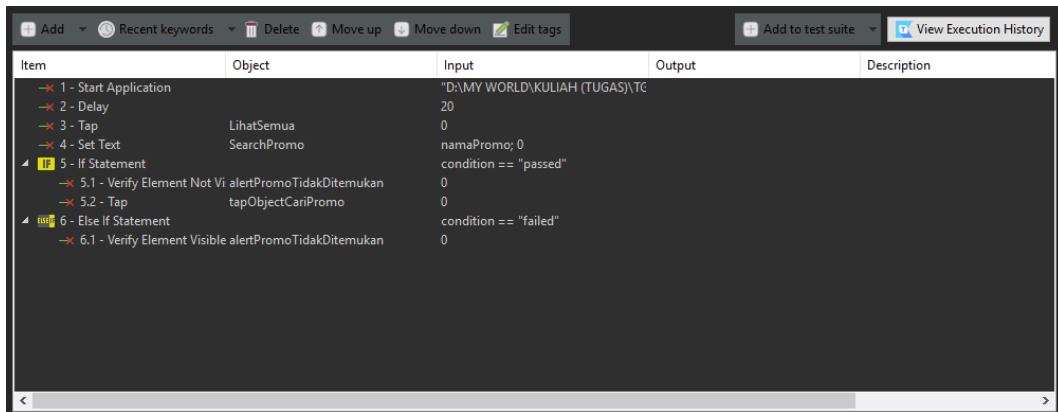 Add Recent keywords Delete Move up Move down Edit tags Add to test suite View Execution History
Item Object Input Output Description
1 - Start Application "D:\MY WORLD\KULIAH (TUGAS)\TG
2 - Delay 20
3 - Tap LihatSemua 0
4 - Set Text SearchPromo namaPromo; 0
IF 5 - If Statement condition == "passed"
5.1 - Verify Element Not Vi alertPromoTidakDitemukan 0
5.2 - Tap tapObjectCariPromo 0
ELSE IF 6 - Else If Statement condition == "failed"
6.1 - Verify Element Visible alertPromoTidakDitemukan 0